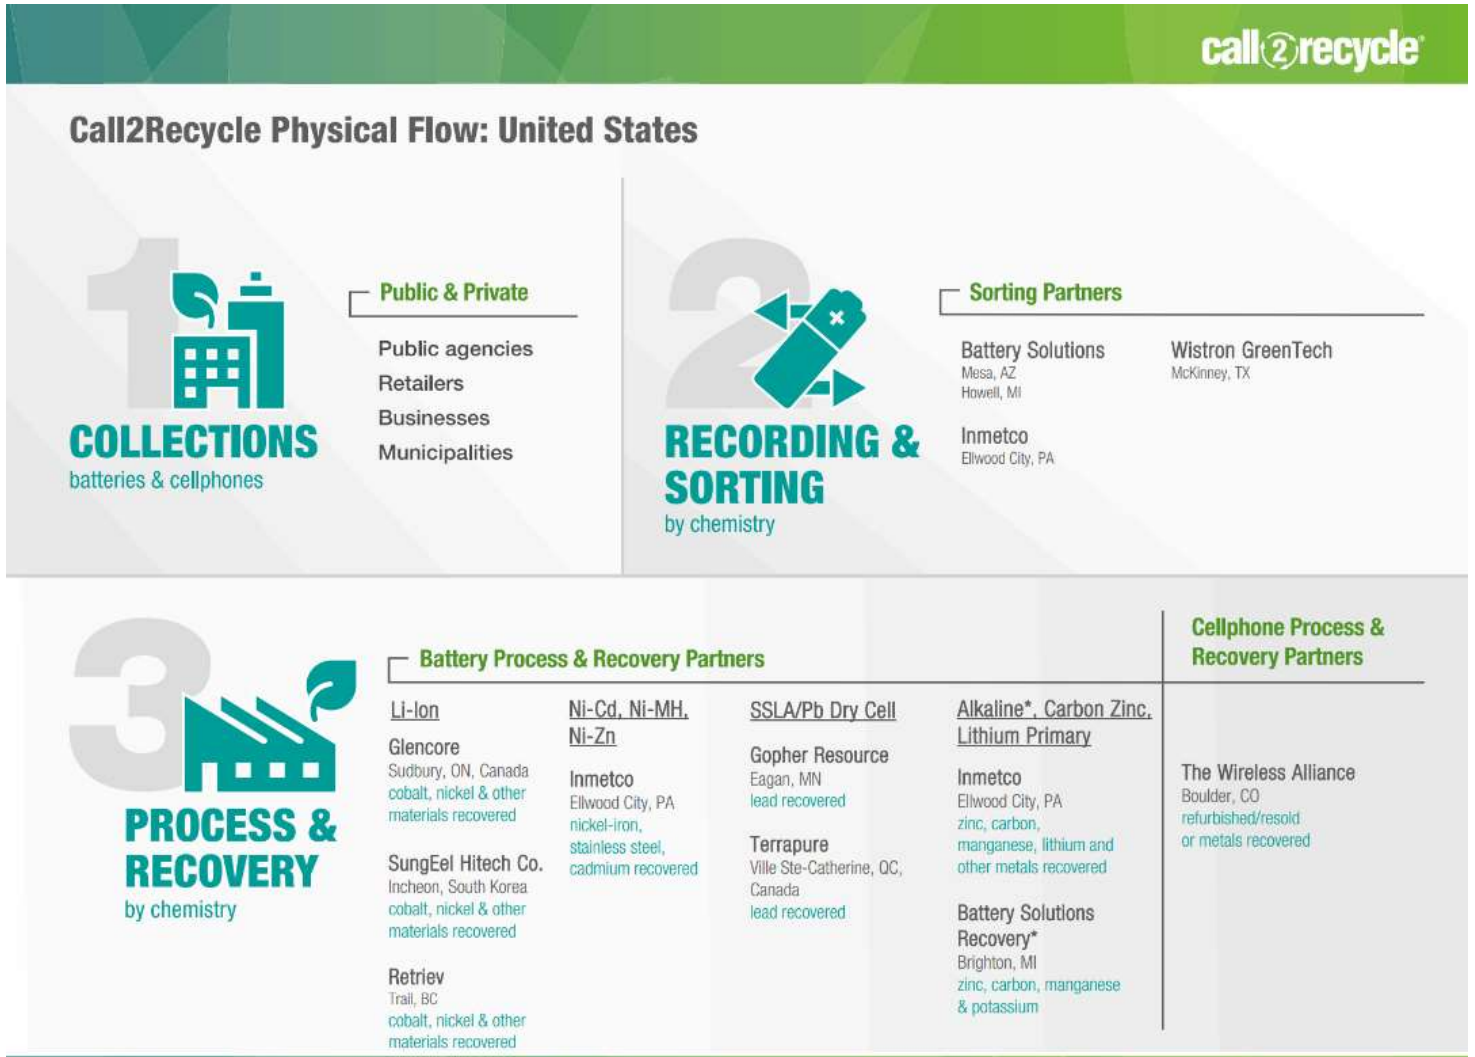 call2recycle®
Call2Recycle Physical Flow: United States
1
COLLECTIONS
batteries & cellphones
Public & Private
Public agencies
Retailers
Businesses
Municipalities
2
RECORDING &
SORTING
by chemistry
Sorting Partners
Battery Solutions
Mesa, AZ
Howell, MI
Inmetco
Ellwood City, PA
Wistron GreenTech
McKinney, TX
3
PROCESS &
RECOVERY
by chemistry
Battery Process & Recovery Partners
Li-Ion
Glencore
Sudbury, ON, Canada
cobalt, nickel & other
materials recovered
SungEel Hitech Co.
Incheon, South Korea
cobalt, nickel & other
materials recovered
Retriev
Trail, BC
cobalt, nickel & other
materials recovered
Ni-Cd, Ni-MH,
Ni-Zn
Inmetco
Ellwood City, PA
nickel-iron,
stainless steel,
cadmium recovered
SSLA/Pb Dry Cell
Gopher Resource
Eagan, MN
lead recovered
Terrapure
Ville Ste-Catherine, QC,
Canada
lead recovered
Alkaline*, Carbon Zinc,
Lithium Primary
Inmetco
Ellwood City, PA
zinc, carbon,
manganese, lithium and
other metals recovered
Battery Solutions
Recovery*
Brighton, MI
zinc, carbon, manganese
& potassium
Cellphone Process &
Recovery Partners
The Wireless Alliance
Boulder, CO
refurbished/resold
or metals recovered